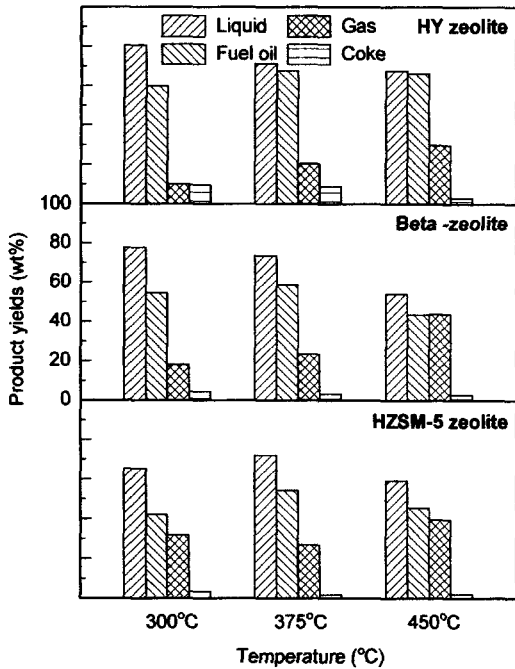 Liquid Gas HY zeolite
Fuel oil Coke
100
Beta -zeolite
80
60
40
20
0
Product yields (wt%)
HZSM-5 zeolite
300°C 375°C 450°C
Temperature (°C)